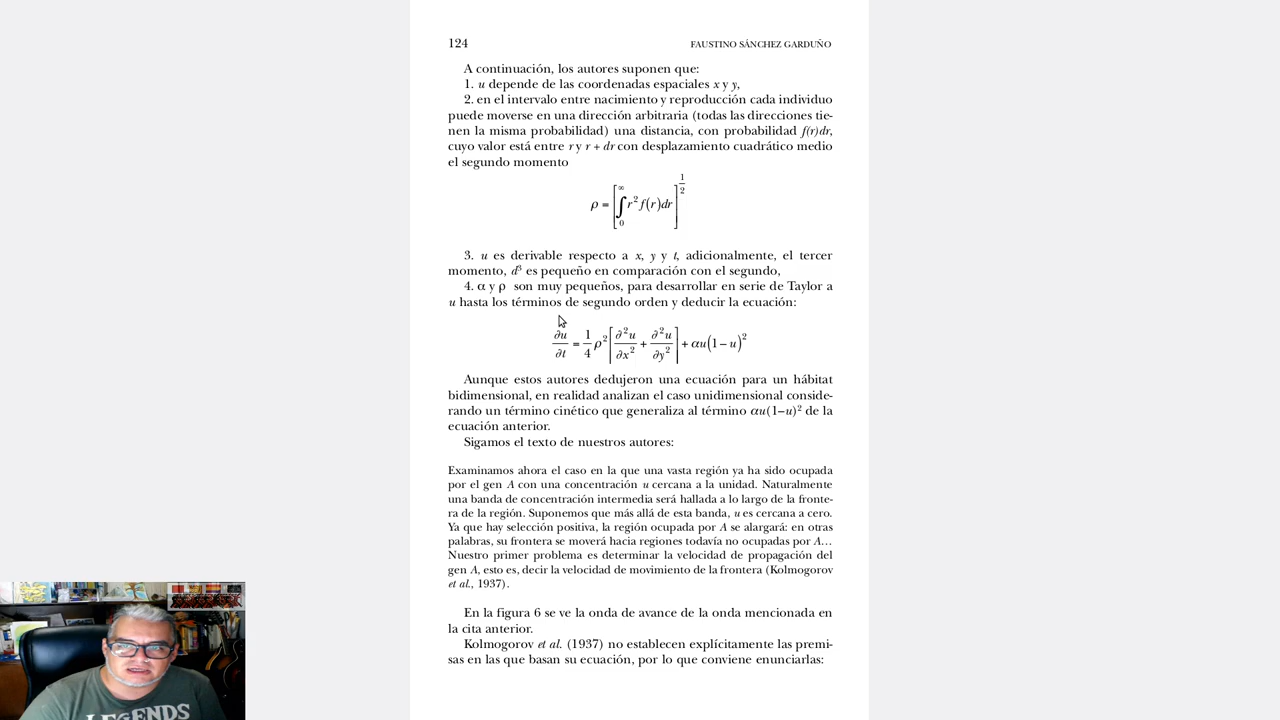 124 FAUSTINO SÁNCHEZ GARDUÑO
A continuación, los autores suponen que:
1. u depende de las coordenadas espaciales x y y,
2. en el intervalo entre nacimiento y reproducción cada individuo
puede moverse en una dirección arbitraria (todas las direcciones tie-
nen la misma probabilidad) una distancia, con probabilidad f(r)dr,
cuyo valor está entre r y r + dr con desplazamiento cuadrático medio
el segundo momento
ρ = [∫₀^∞ r² f(r)dr]^(1/2)
3. u es derivable respecto a x, y y t, adicionalmente, el tercer
momento, d³ es pequeño en comparación con el segundo,
4. α y ρ son muy pequeños, para desarrollar en serie de Taylor a
u hasta los términos de segundo orden y deducir la ecuación:
∂u/∂t = 1/4 ρ² [∂²u/∂x² + ∂²u/∂y²] + αu(1 − u)²
Aunque estos autores dedujeron una ecuación para un hábitat
bidimensional, en realidad analizan el caso unidimensional conside-
rando un término cinético que generaliza al término αu(1−u)² de la
ecuación anterior.
Sigamos el texto de nuestros autores:
Examinamos ahora el caso en la que una vasta región ya ha sido ocupada
por el gen A con una concentración u cercana a la unidad. Naturalmente
una banda de concentración intermedia será hallada a lo largo de la fronte-
ra de la región. Suponemos que más allá de esta banda, u es cercana a cero.
Ya que hay selección positiva, la región ocupada por A se alargará: en otras
palabras, su frontera se moverá hacia regiones todavía no ocupadas por A…
Nuestro primer problema es determinar la velocidad de propagación del
gen A, esto es, decir la velocidad de movimiento de la frontera (Kolmogorov
et al., 1937).
En la figura 6 se ve la onda de avance de la onda mencionada en
la cita anterior.
Kolmogorov et al. (1937) no establecen explícitamente las premi-
sas en las que basan su ecuación, por lo que conviene enunciarlas:
LEGENDS